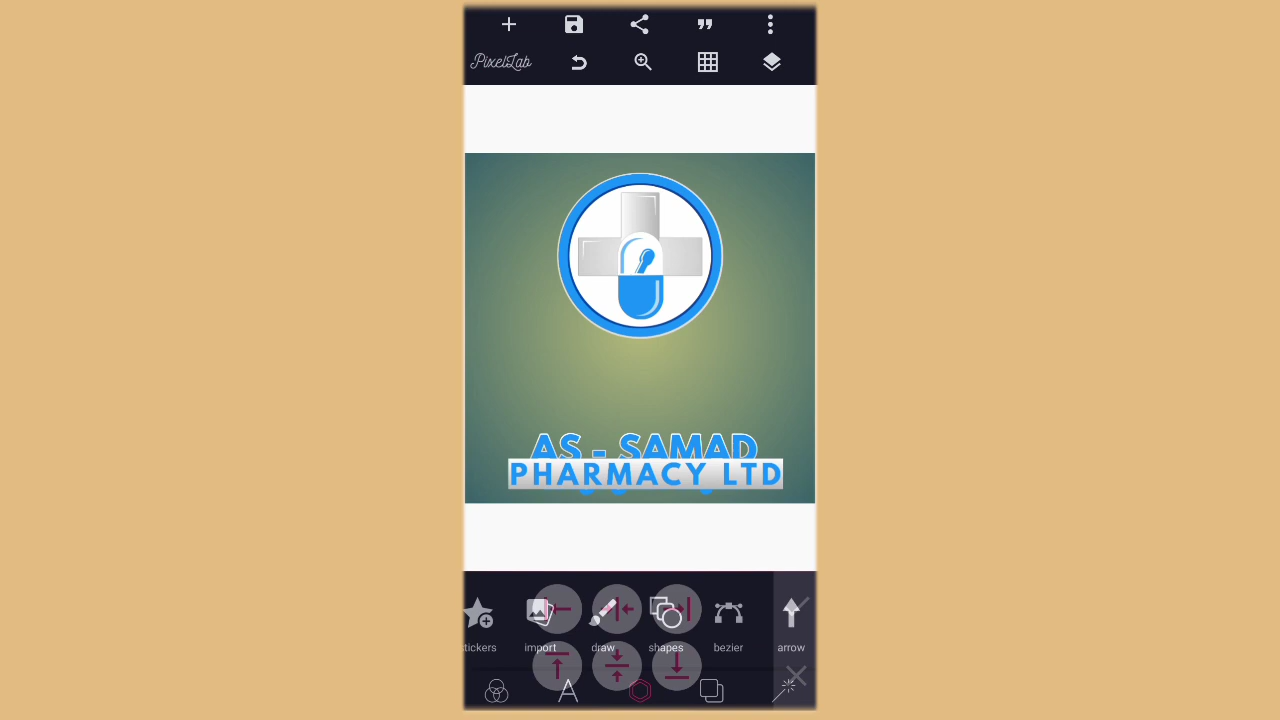 PixelLab
AS - SAMAD
PHARMACY LTD
stickers import draw shapes bezier arrow